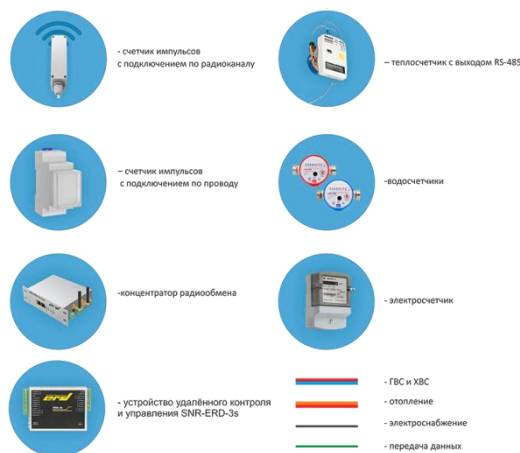 - счетчик импульсов
с подключением по радиоканалу
– теплосчетчик с выходом RS-485
– счетчик импульсов
с подключением по проводу
-водосчетчики
-концентратор радиообмена
- электросчетчик
erd
- устройство удалённого контроля
и управления SNR-ERD-3s
- ГВС и ХВС
- отопление
- электроснабжение
- передача данных